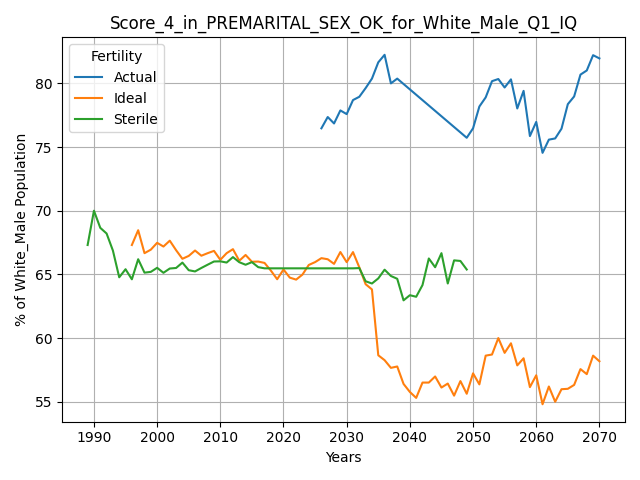 Score_4_in_PREMARITAL_SEX_OK_for_White_Male_Q1_IQ
Fertility
Actual
Ideal
Sterile
% of White_Male Population
80
75
70
65
60
55
1990 2000 2010 2020 2030 2040 2050 2060 2070
Years